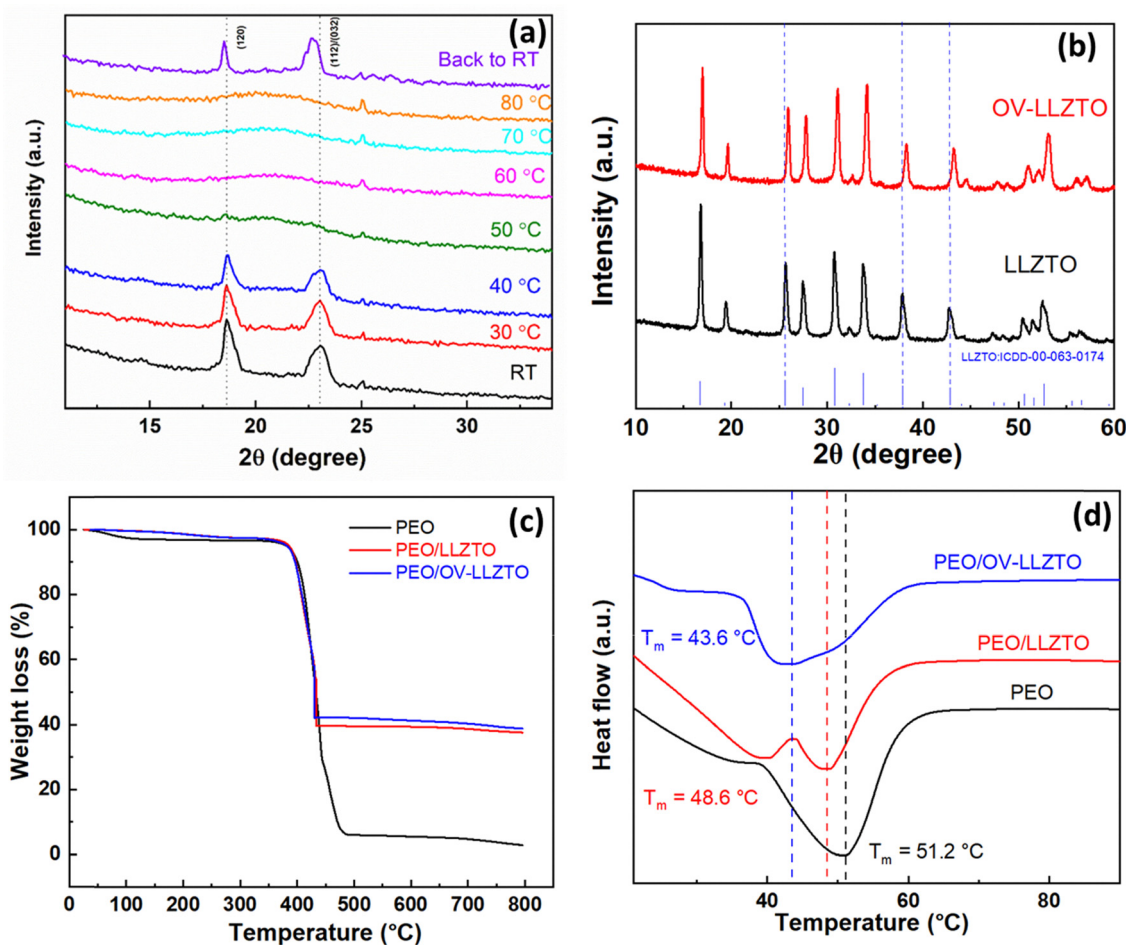 (a)
(120)
(112)/(032)
Back to RT
80 °C
70 °C
60 °C
50 °C
40 °C
30 °C
RT
Intensity (a.u.)
15 20 25 30
2θ (degree)
(b)
OV-LLZTO
LLZTO
LLZTO:ICDD-00-063-0174
Intensity (a.u.)
10 20 30 40 50 60
2θ (degree)
(c)
PEO
PEO/LLZTO
PEO/OV-LLZTO
100
80
60
40
20
0
Weight loss (%)
0 100 200 300 400 500 600 700 800
Temperature (°C)
(d)
PEO/OV-LLZTO
Tm = 43.6 °C
PEO/LLZTO
PEO
Tm = 48.6 °C
Tm = 51.2 °C
Heat flow (a.u.)
40 60 80
Temperature (°C)